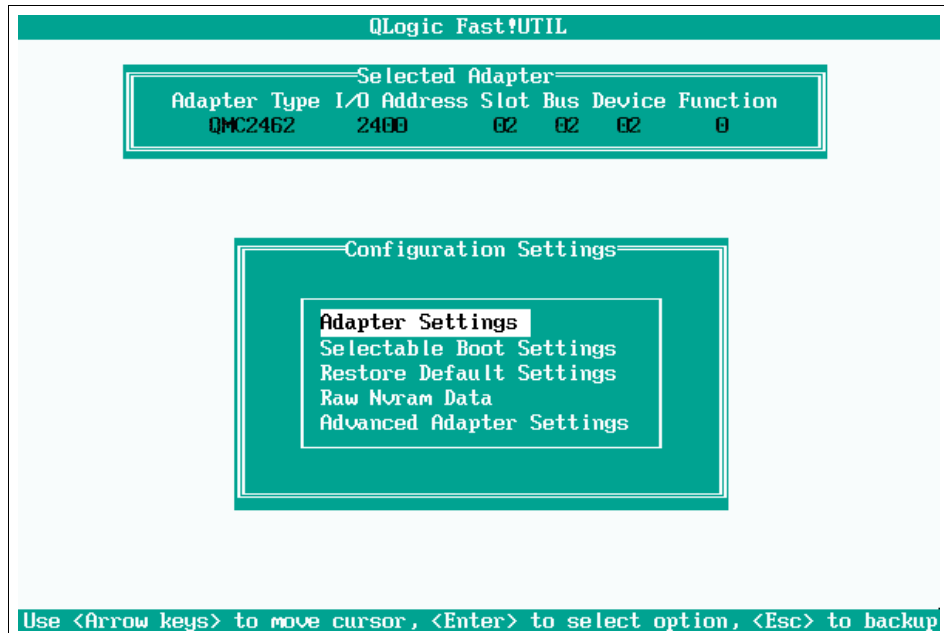 QLogic Fast!UTIL
Selected Adapter
Adapter Type I/O Address Slot Bus Device Function
QMC2462 2400 02 02 02 0
Configuration Settings
Adapter Settings
Selectable Boot Settings
Restore Default Settings
Raw Nvram Data
Advanced Adapter Settings
Use <Arrow keys> to move cursor, <Enter> to select option, <Esc> to backup